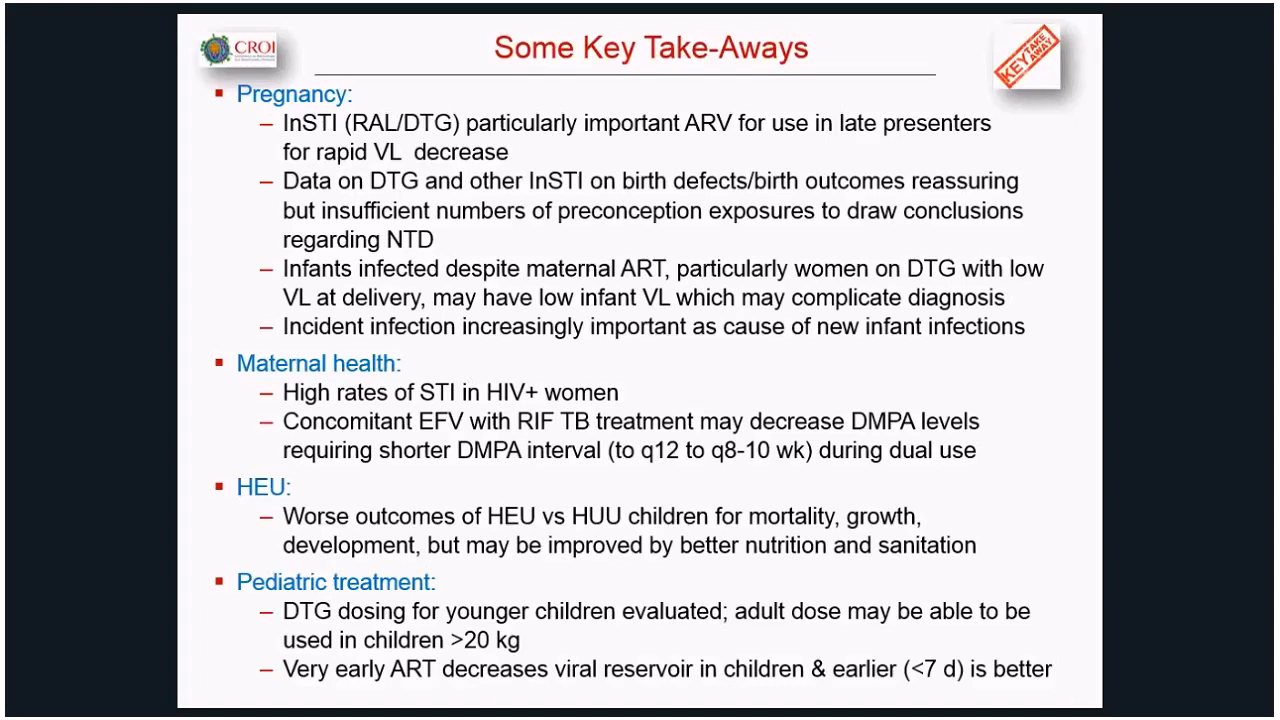 CROI
Some Key Take-Aways
KEY TAKE
AWAY
▪ Pregnancy:
– InSTI (RAL/DTG) particularly important ARV for use in late presenters
for rapid VL decrease
– Data on DTG and other InSTI on birth defects/birth outcomes reassuring
but insufficient numbers of preconception exposures to draw conclusions
regarding NTD
– Infants infected despite maternal ART, particularly women on DTG with low
VL at delivery, may have low infant VL which may complicate diagnosis
– Incident infection increasingly important as cause of new infant infections
▪ Maternal health:
– High rates of STI in HIV+ women
– Concomitant EFV with RIF TB treatment may decrease DMPA levels
requiring shorter DMPA interval (to q12 to q8-10 wk) during dual use
▪ HEU:
– Worse outcomes of HEU vs HUU children for mortality, growth,
development, but may be improved by better nutrition and sanitation
▪ Pediatric treatment:
– DTG dosing for younger children evaluated; adult dose may be able to be
used in children >20 kg
– Very early ART decreases viral reservoir in children & earlier (<7 d) is better